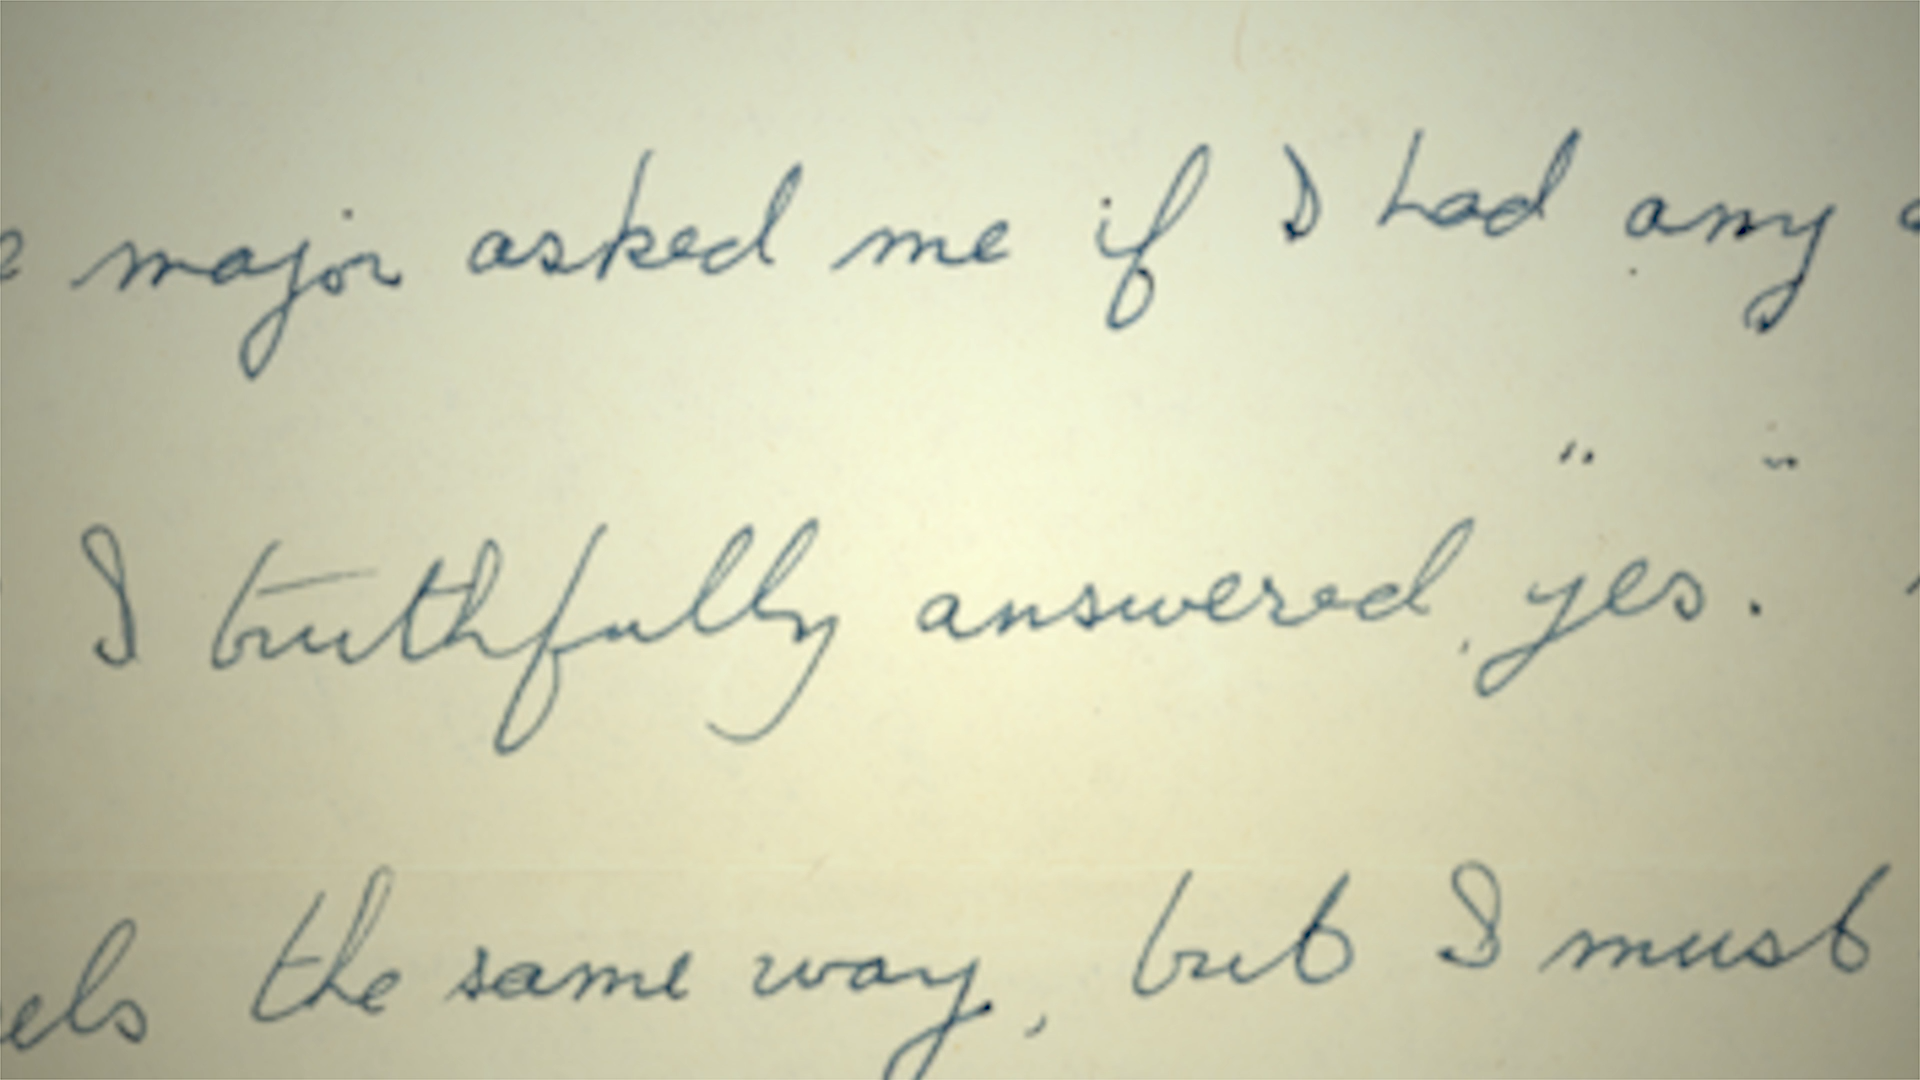 major asked me if I had any
I truthfully answered, "yes."
the same way, but I must